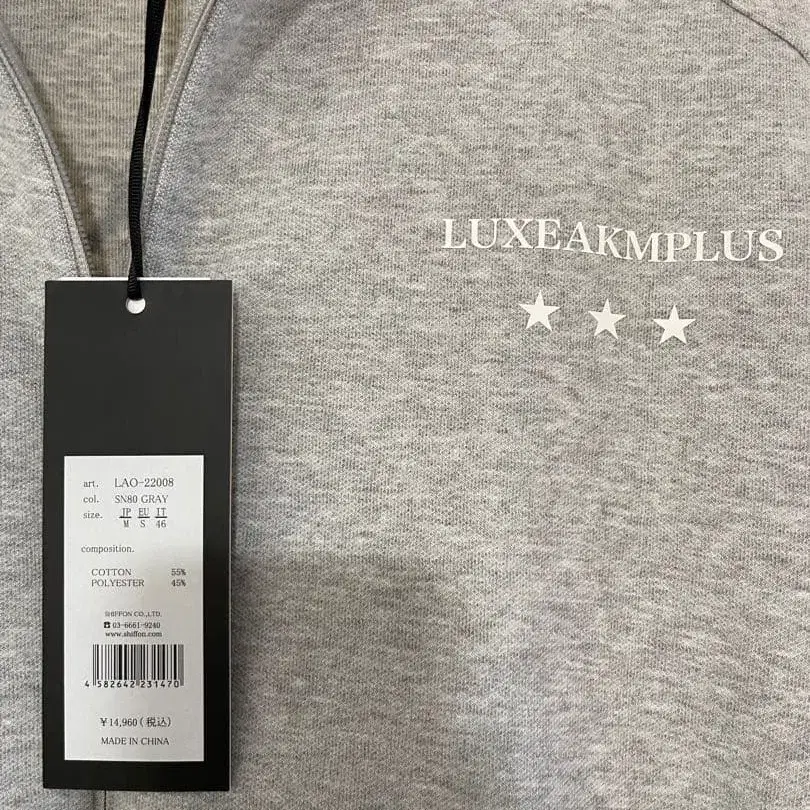 LUXEAKMPLUS
art. LAO-22008
col. SN80 GRAY
size. JP EU IT
M S 46
composition.
COTTON 55%
POLYESTER 45%
SHIFFON CO.,LTD.
☎ 03-6661-9240
www.shiffon.com
4 582642 231470
¥14,960(税込)
MADE IN CHINA